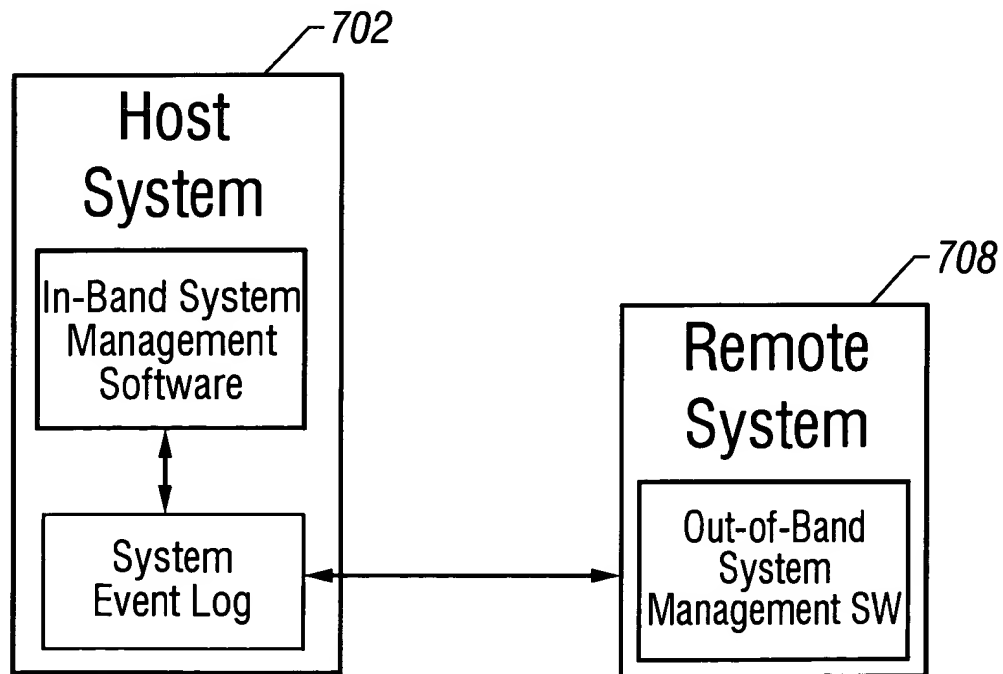 702
Host
System
In-Band System
Management
Software
System
Event Log
708
Remote
System
Out-of-Band
System
Management SW